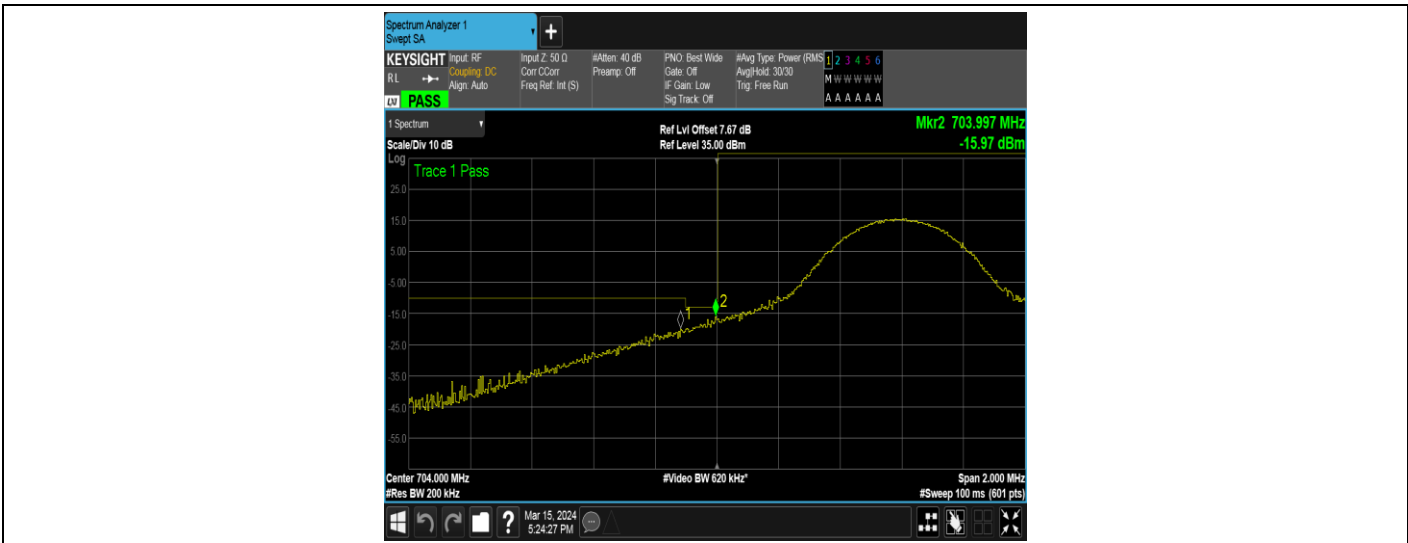 Spectrum Analyzer 1
Swept SA
+
KEYSIGHT
RL
LXI PASS
Input: RF
Coupling: DC
Align: Auto
Input Z: 50 Ω
Corr CCorr
Freq Ref: Int (S)
#Atten: 40 dB
Preamp: Off
PNO: Best Wide
Gate: Off
IF Gain: Low
Sig Track: Off
#Avg Type: Power (RMS
Avg|Hold: 30/30
Trig: Free Run
1 2 3 4 5 6
M W W W W W
A A A A A A
1 Spectrum
Scale/Div 10 dB
Ref Lvl Offset 7.67 dB
Ref Level 35.00 dBm
Mkr2 703.997 MHz
-15.97 dBm
Log
Trace 1 Pass
25.0
15.0
5.00
-5.00
-15.0
-25.0
-35.0
-45.0
-55.0
1
2
Center 704.000 MHz
#Res BW 200 kHz
#Video BW 620 kHz*
Span 2.000 MHz
#Sweep 100 ms (601 pts)
?
Mar 15, 2024
5:24:27 PM